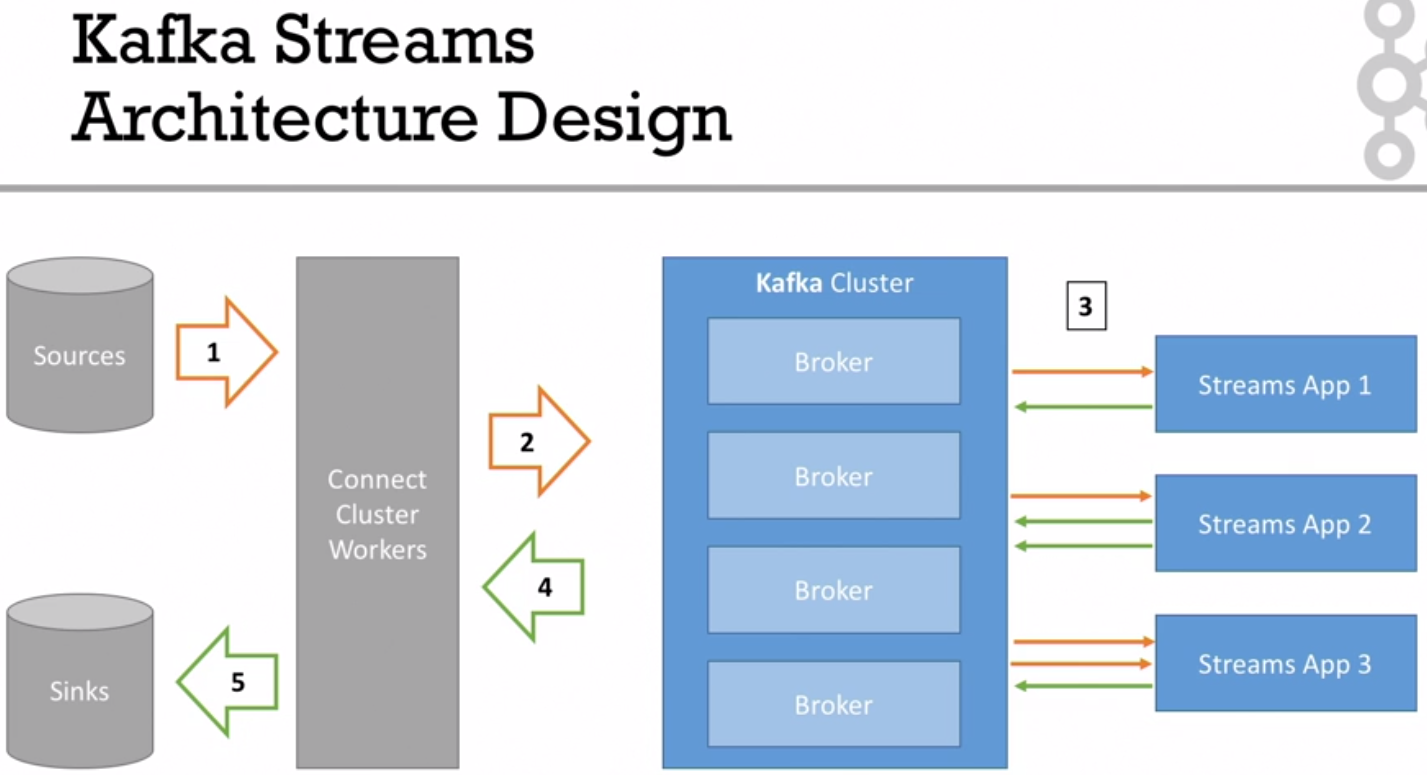 Kafka Streams
Architecture Design
Sources
1
Connect
Cluster
Workers
2
4
Sinks
5
Kafka Cluster
Broker
Broker
Broker
Broker
3
Streams App 1
Streams App 2
Streams App 3